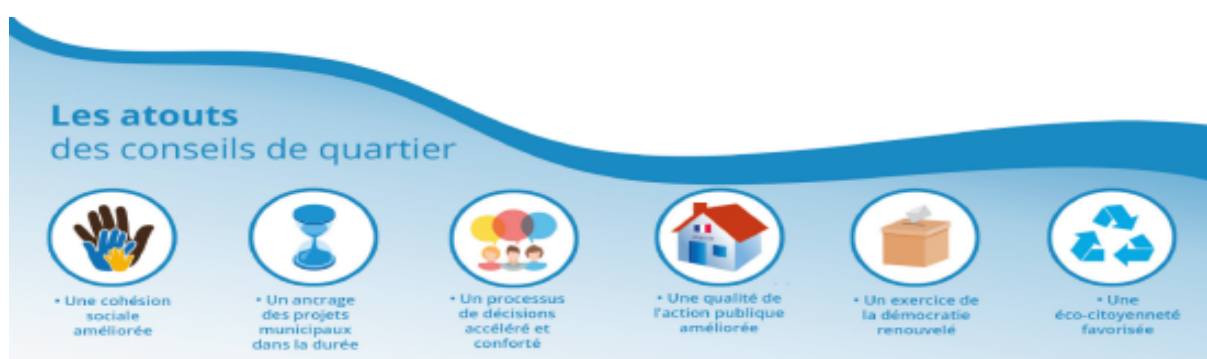 Les atouts
des conseils de quartier
• Une cohésion
sociale
améliorée
• Un ancrage
des projets
municipaux
dans la durée
• Un processus
de décisions
accéléré et
conforté
• Une qualité de
l'action publique
améliorée
• Un exercice de
la démocratie
renouvelé
• Une
éco-citoyenneté
favorisée